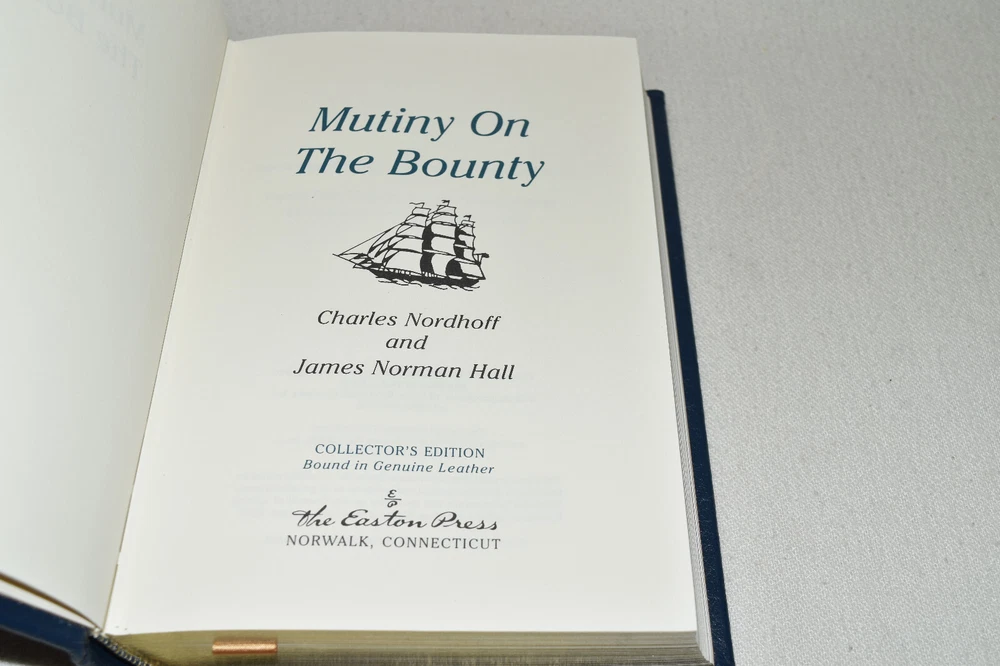 Mutiny On
The Bounty
Charles Nordhoff
and
James Norman Hall
COLLECTOR'S EDITION
Bound in Genuine Leather
The Easton Press
NORWALK, CONNECTICUT